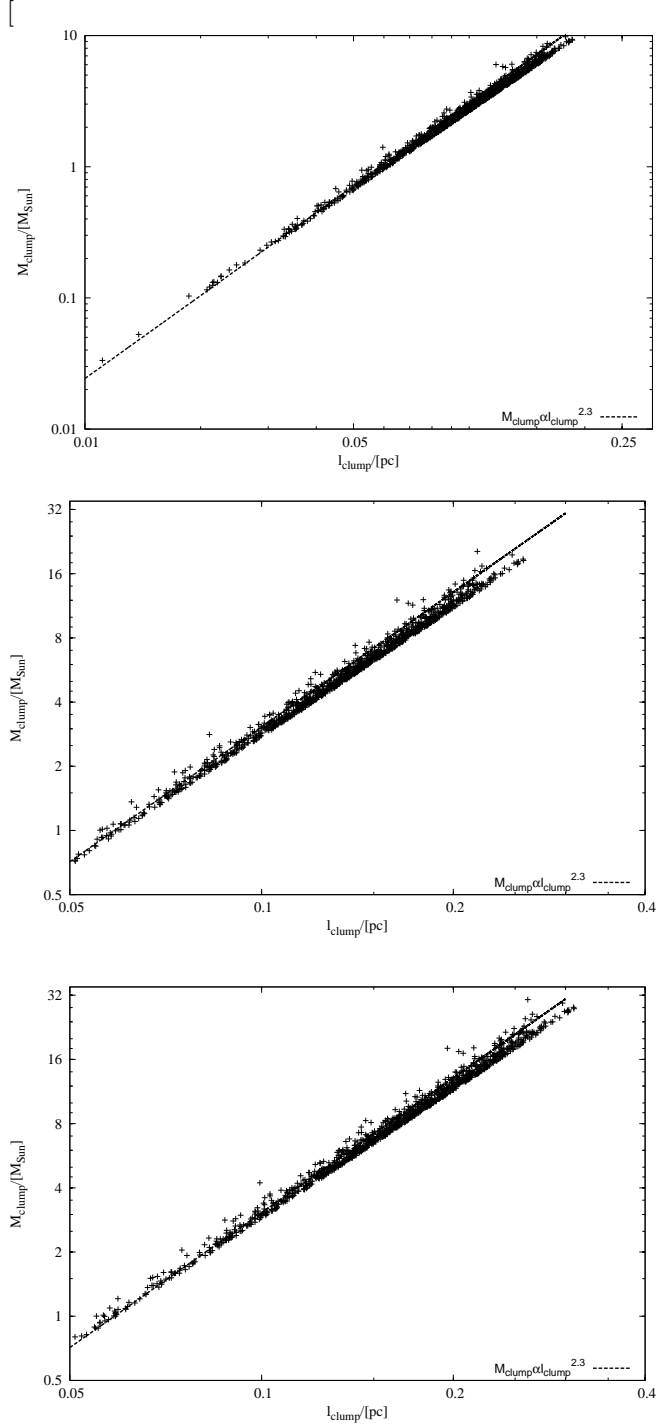 [
10
1
0.1
0.01
M_clump/[M_Sun]
M_clump αl_clump^2.3
0.01 0.05 0.25
l_clump/[pc]
32
16
8
4
2
1
0.5
M_clump/[M_Sun]
M_clump αl_clump^2.3
0.05 0.1 0.2 0.4
l_clump/[pc]
32
16
8
4
2
1
0.5
M_clump/[M_Sun]
M_clump αl_clump^2.3
0.05 0.1 0.2 0.4
l_clump/[pc]